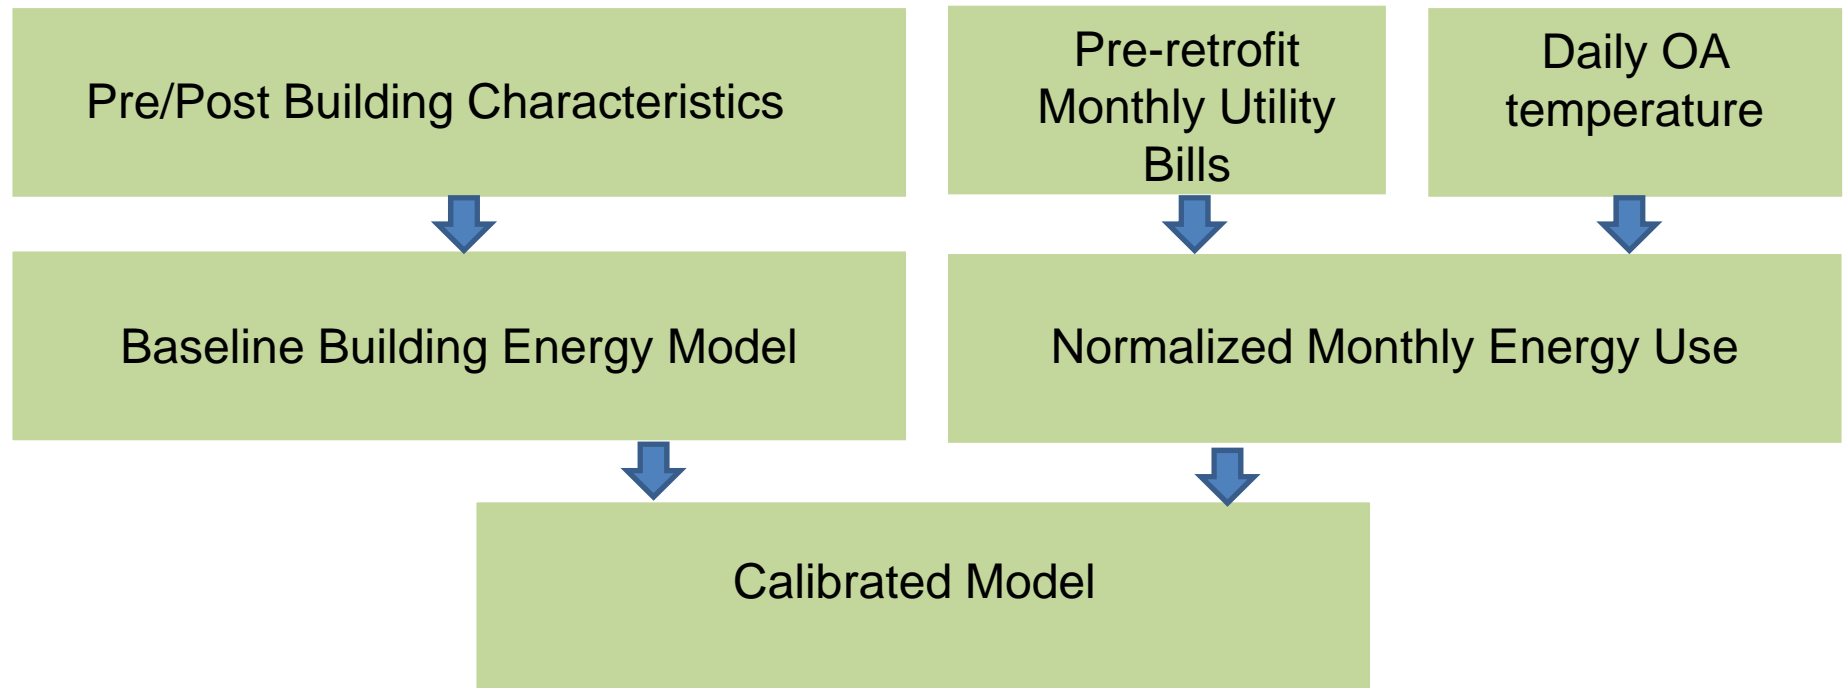 Pre/Post Building Characteristics
Pre-retrofit
Monthly Utility
Bills
Daily OA
temperature
Baseline Building Energy Model
Normalized Monthly Energy Use
Calibrated Model